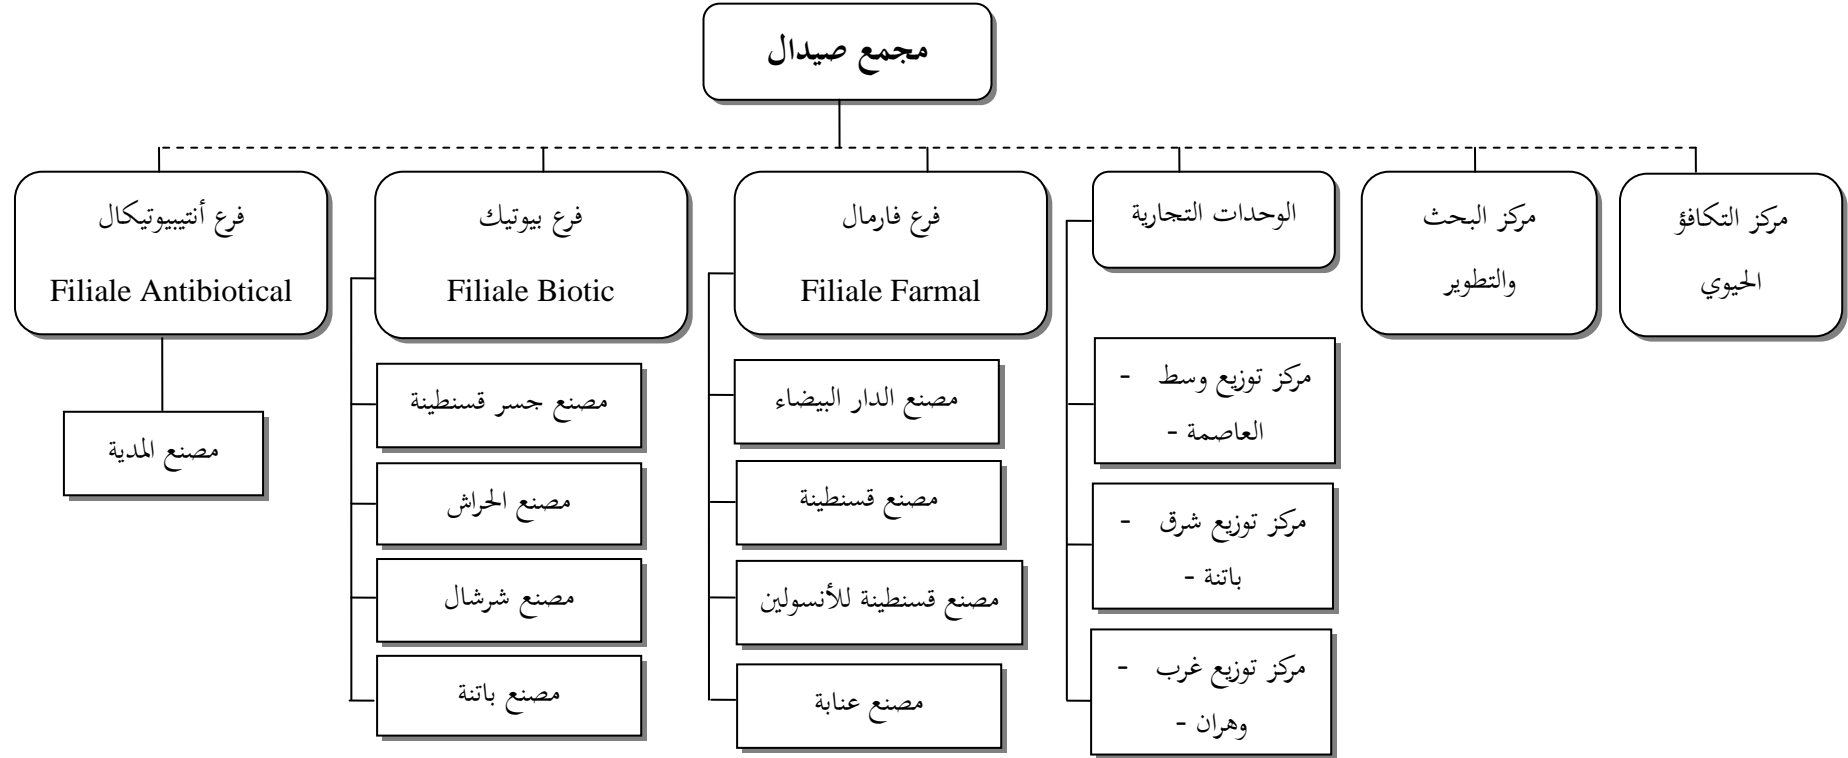 مجمع صيدال
مركز التكافؤ
الحيوي
مركز البحث
والتطوير
الوحدات التجارية
مركز توزيع وسط -
العاصمة -
مركز توزيع شرق -
باتنة -
مركز توزيع غرب -
وهران -
فرع فارمال
Filiale Farmal
مصنع الدار البيضاء
مصنع قسنطينة
مصنع قسنطينة للأنسولين
مصنع عنابة
فرع بيوتيك
Filiale Biotic
مصنع جسر قسنطينة
مصنع الحراش
مصنع شرشال
مصنع باتنة
فرع أنتيبيوتيكال
Filiale Antibiotical
مصنع المدية